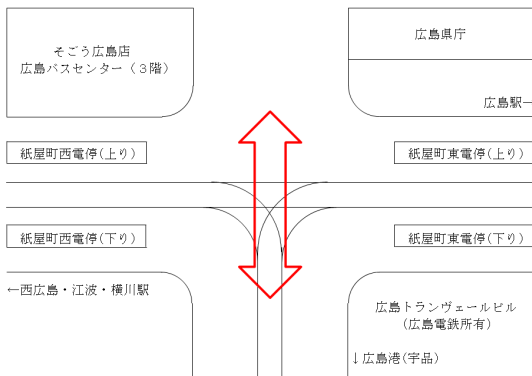 そごう広島店
広島バスセンター（３階）
広島県庁
広島駅→
紙屋町西電停(上り)
紙屋町東電停(上り)
紙屋町西電停(下り)
紙屋町東電停(下り)
←西広島・江波・横川駅
広島トランヴェールビル
(広島電鉄所有)
↓広島港(宇品)